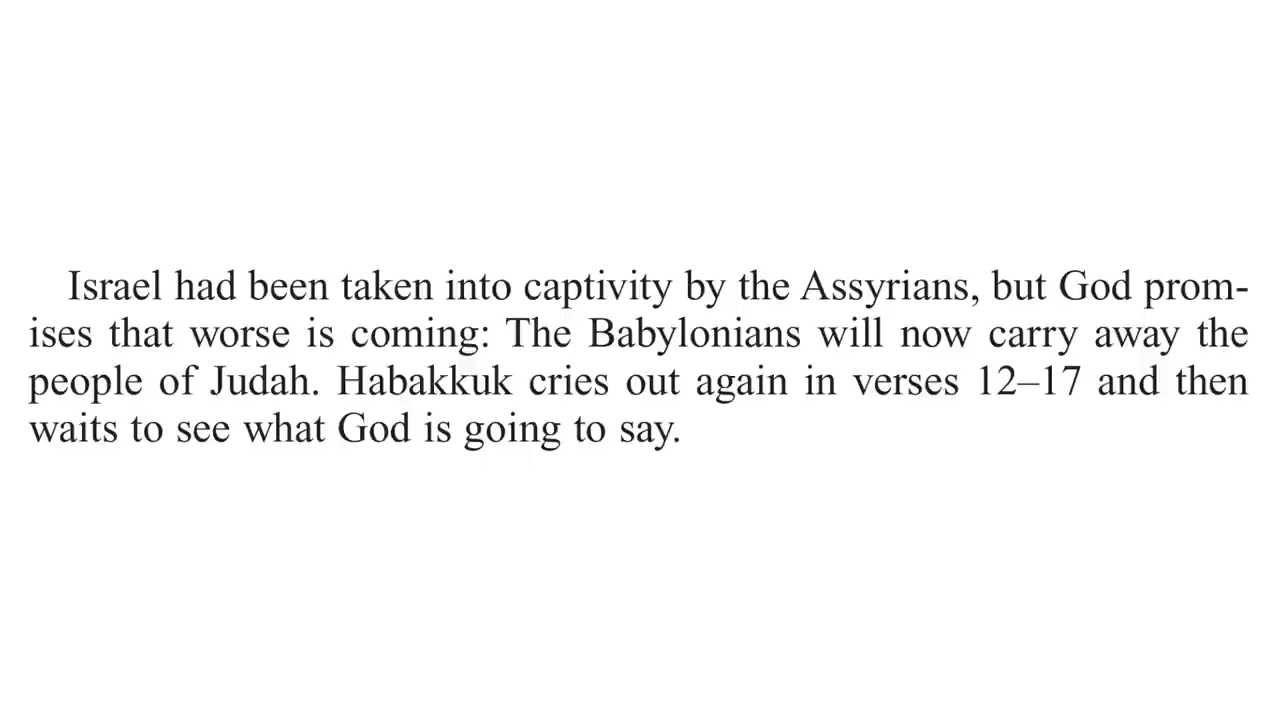 Israel had been taken into captivity by the Assyrians, but God prom-
ises that worse is coming: The Babylonians will now carry away the
people of Judah. Habakkuk cries out again in verses 12–17 and then
waits to see what God is going to say.